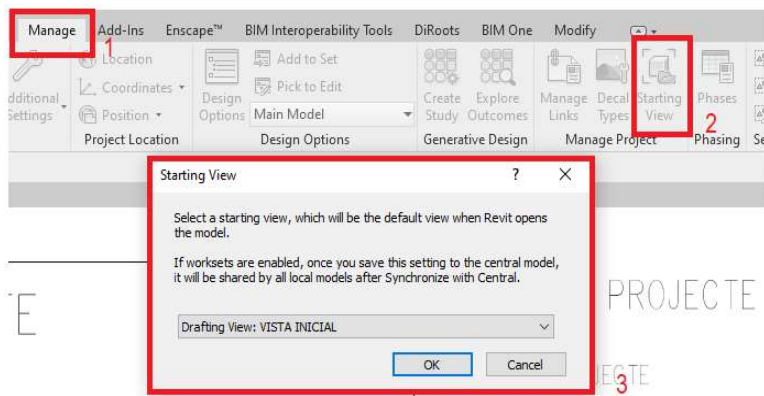 Manage Add-Ins Enscape™ BIM Interoperability Tools DiRoots BIM One Modify
1
Location
Coordinates
Position
Project Location
dditional
Settings
Design
Options
Add to Set
Pick to Edit
Main Model
Design Options
Create
Study
Explore
Outcomes
Generative Design
Manage
Links
Decal
Types
Starting
View
Manage Project
Phases
2
Phasing
Se
Starting View ? X
Select a starting view, which will be the default view when Revit opens
the model.
If worksets are enabled, once you save this setting to the central model,
it will be shared by all local models after Synchronize with Central.
Drafting View: VISTA INICIAL
OK Cancel
TE
PROJECTE
JECTE
3